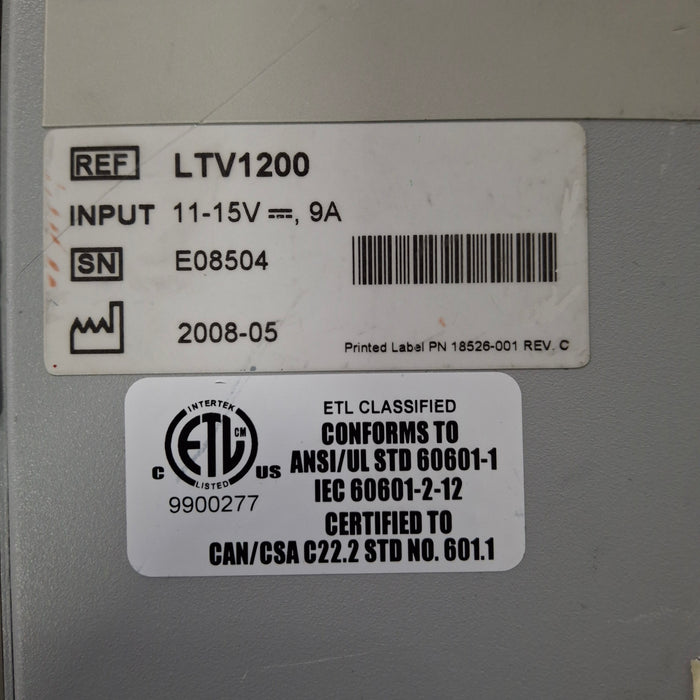 REF LTV1200
INPUT 11-15V ⎓, 9A
SN E08504
2008-05
Printed Label PN 18526-001 REV. C
INTERTEK
ETL CM
LISTED
C US
9900277
ETL CLASSIFIED
CONFORMS TO
ANSI/UL STD 60601-1
IEC 60601-2-12
CERTIFIED TO
CAN/CSA C22.2 STD NO. 601.1